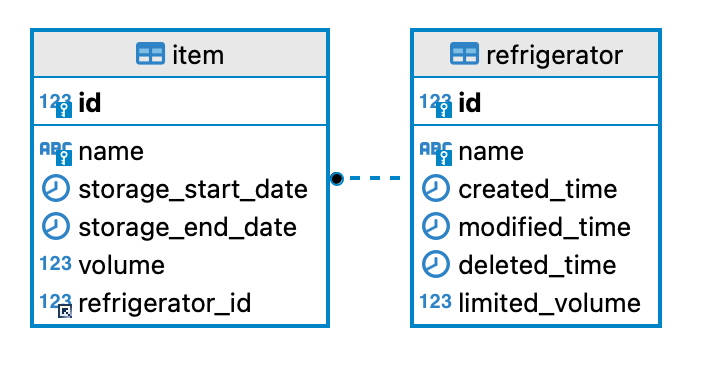 item
123 id
ABC name
storage_start_date
storage_end_date
123 volume
123 refrigerator_id
refrigerator
123 id
ABC name
created_time
modified_time
deleted_time
123 limited_volume